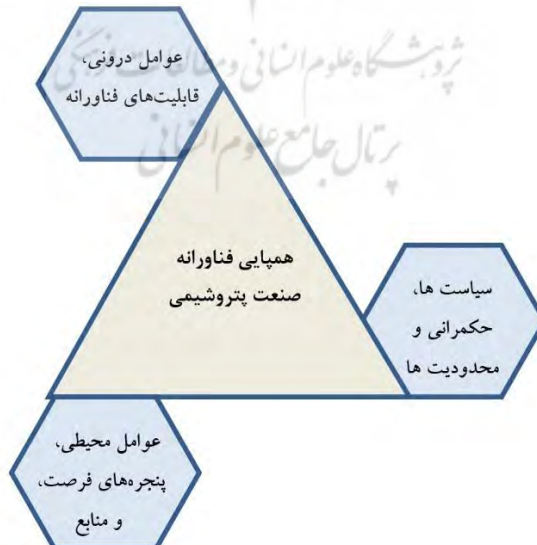 پژوهشگاه علوم انسانی و مطالعات فرهنگی
پرتال جامع علوم انسانی
عوامل درونی،
قابلیت‌های فناورانه
همپایی فناورانه
صنعت پتروشیمی
سیاست ها،
حکمرانی و
محدودیت ها
عوامل محیطی،
پنجره‌های فرصت،
و منابع